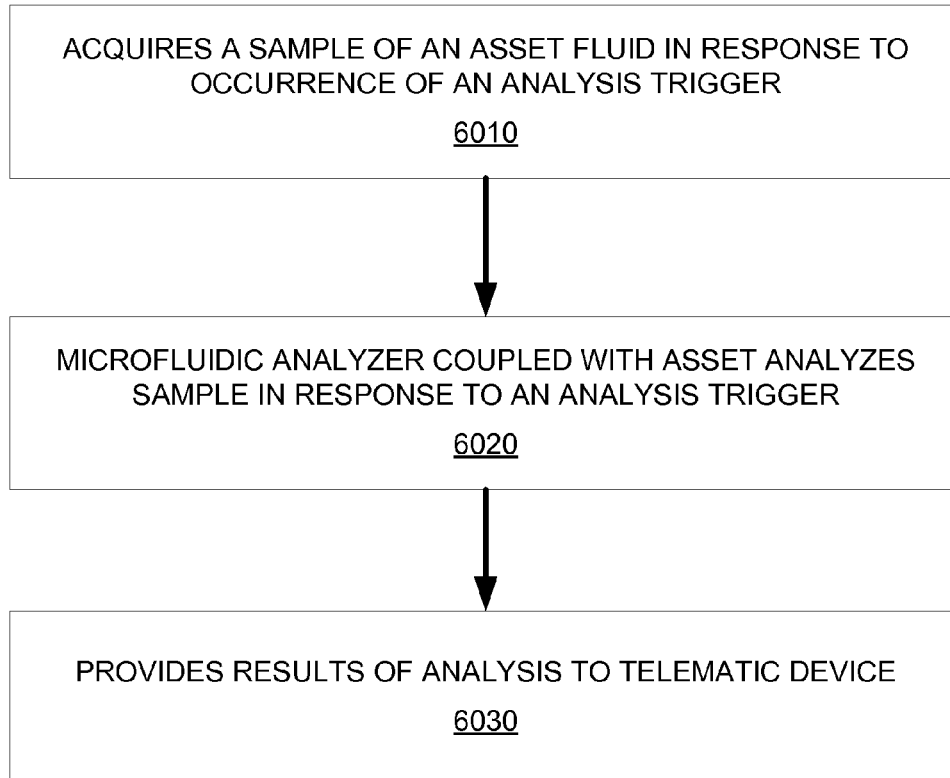 ACQUIRES A SAMPLE OF AN ASSET FLUID IN RESPONSE TO
OCCURRENCE OF AN ANALYSIS TRIGGER
6010
MICROFLUIDIC ANALYZER COUPLED WITH ASSET ANALYZES
SAMPLE IN RESPONSE TO AN ANALYSIS TRIGGER
6020
PROVIDES RESULTS OF ANALYSIS TO TELEMATIC DEVICE
6030